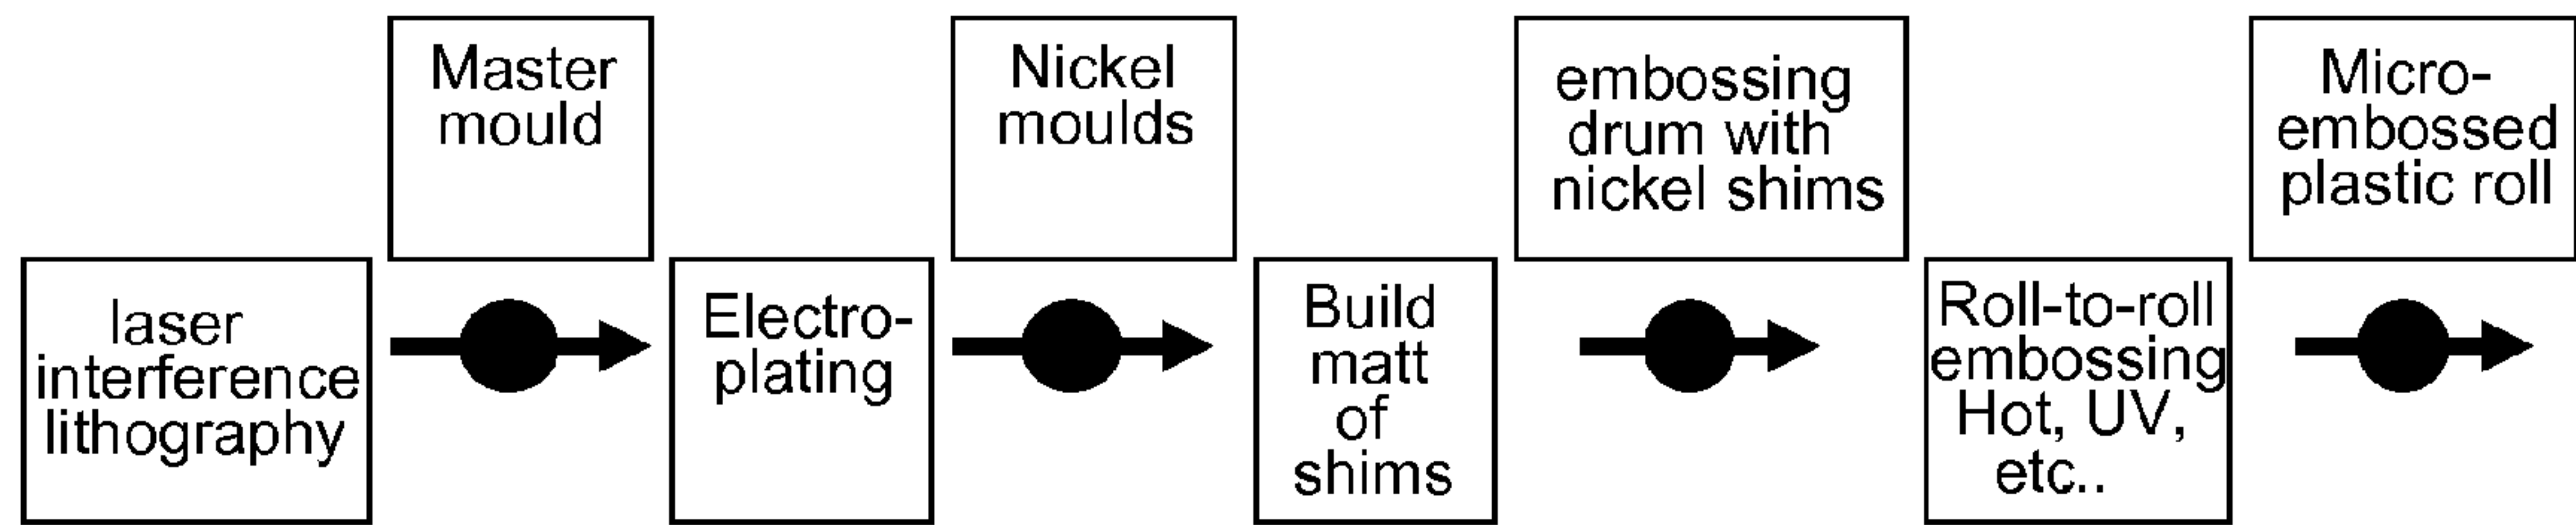 laser
interference
lithography
Master
mould
Electro-
plating
Nickel
moulds
Build
matt
of
shims
embossing
drum with
nickel shims
Roll-to-roll
embossing
Hot, UV,
etc..
Micro-
embossed
plastic roll